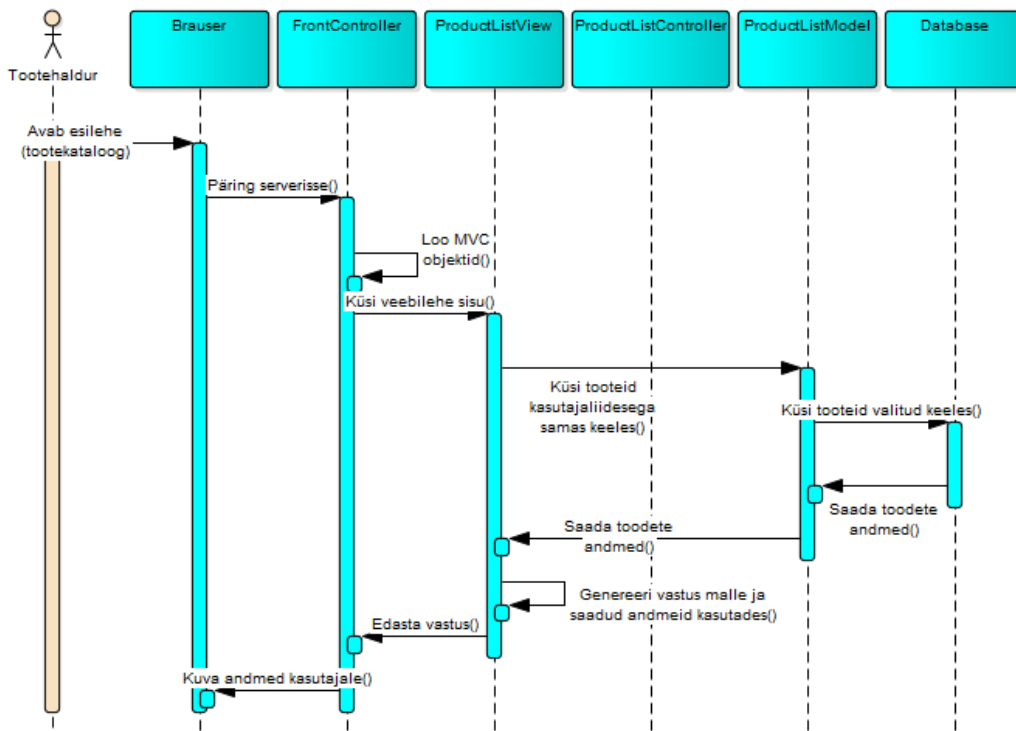 Brauser
FrontController
ProductListView
ProductListController
ProductListModel
Database
Tootehaldur
Avab esilehe
(tootekataloog)
Päring serverisse()
Loo MVC
objektid()
Küsi veebilehe sisu()
Küsi tooteid
kasutajaliidesega
samas keeles()
Küsi tooteid valitud keeles()
Saada toodete
andmed()
Saada toodete
andmed()
Genereeri vastus malle ja
saadud andmeid kasutades()
Edasta vastus()
Kuva andmed kasutajale()